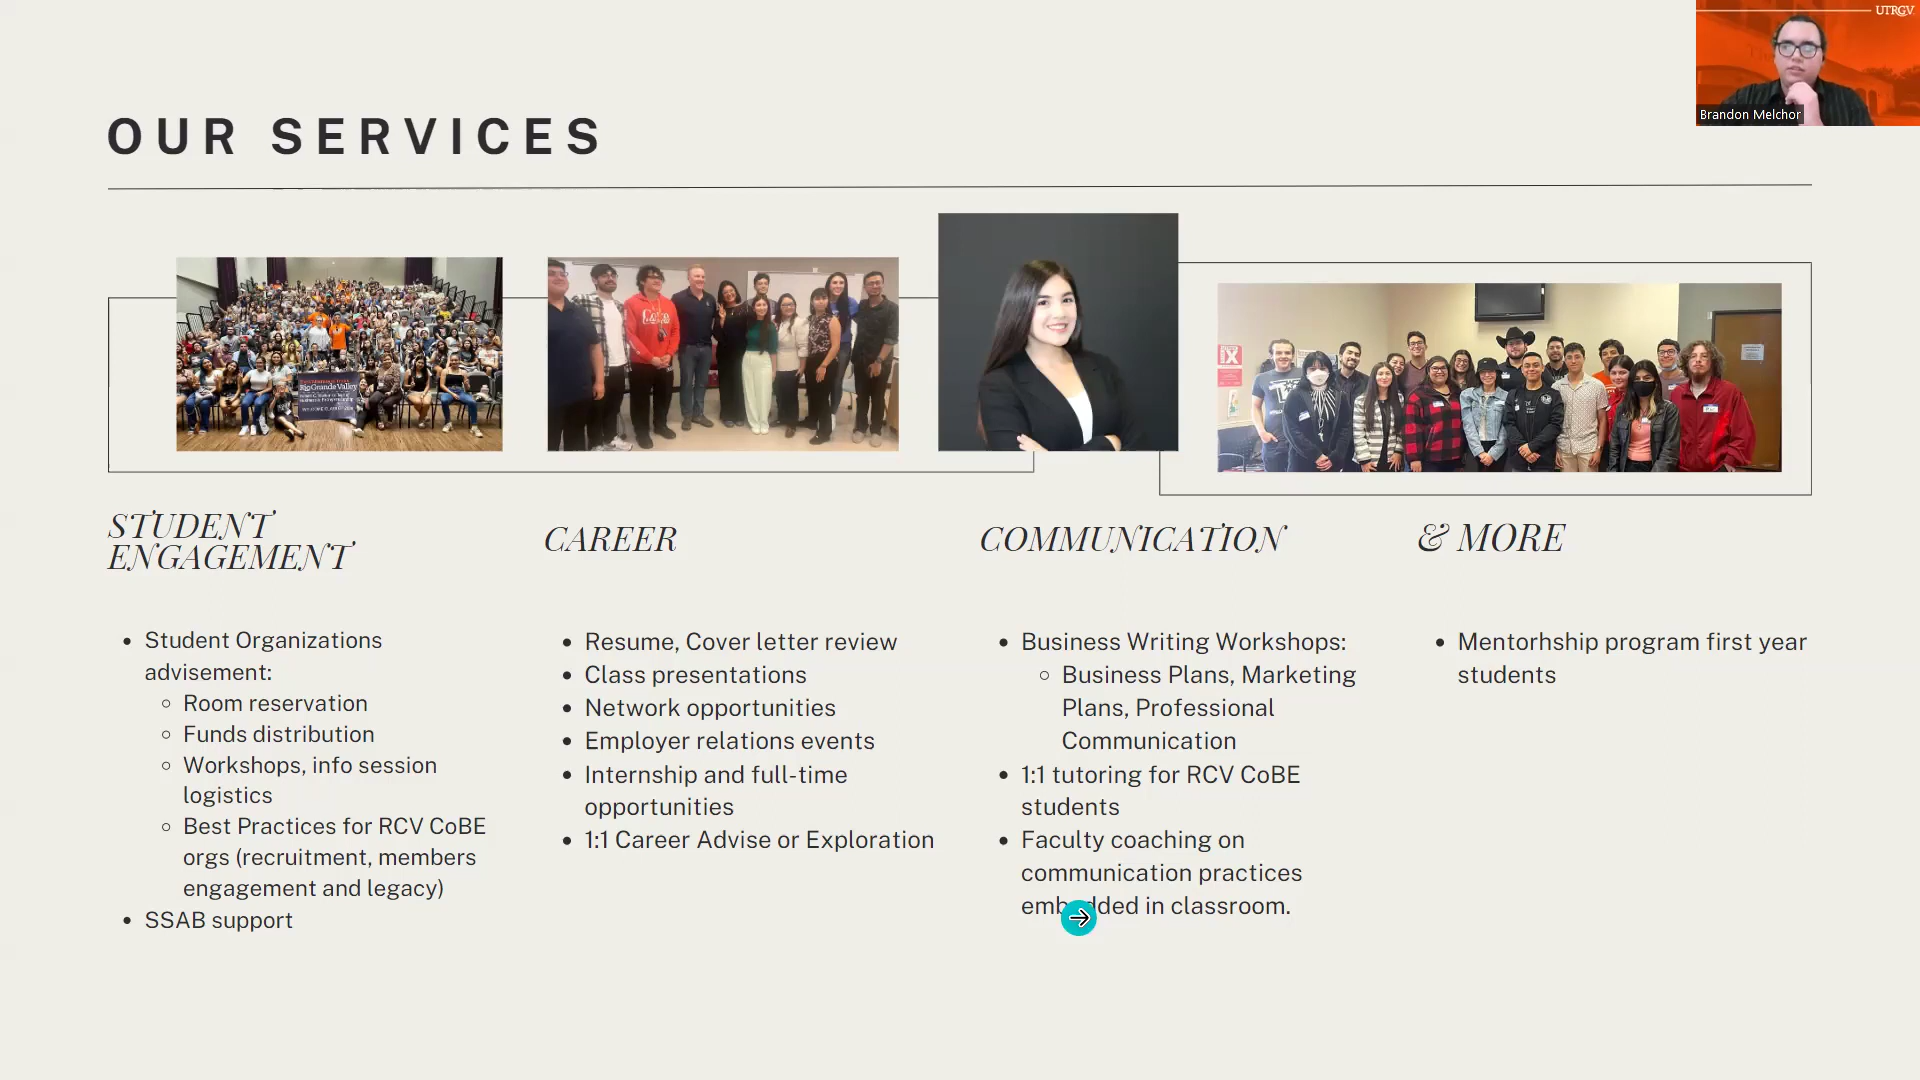 UTRGV
Brandon Melchor
OUR SERVICES
Rio Grande Valley
IX
STUDENT
ENGAGEMENT
• Student Organizations
advisement:
○ Room reservation
○ Funds distribution
○ Workshops, info session
logistics
○ Best Practices for RCV CoBE
orgs (recruitment, members
engagement and legacy)
• SSAB support
CAREER
• Resume, Cover letter review
• Class presentations
• Network opportunities
• Employer relations events
• Internship and full-time
opportunities
• 1:1 Career Advise or Exploration
COMMUNICATION
• Business Writing Workshops:
○ Business Plans, Marketing
Plans, Professional
Communication
• 1:1 tutoring for RCV CoBE
students
• Faculty coaching on
communication practices
embedded in classroom.
& MORE
• Mentorhship program first year
students